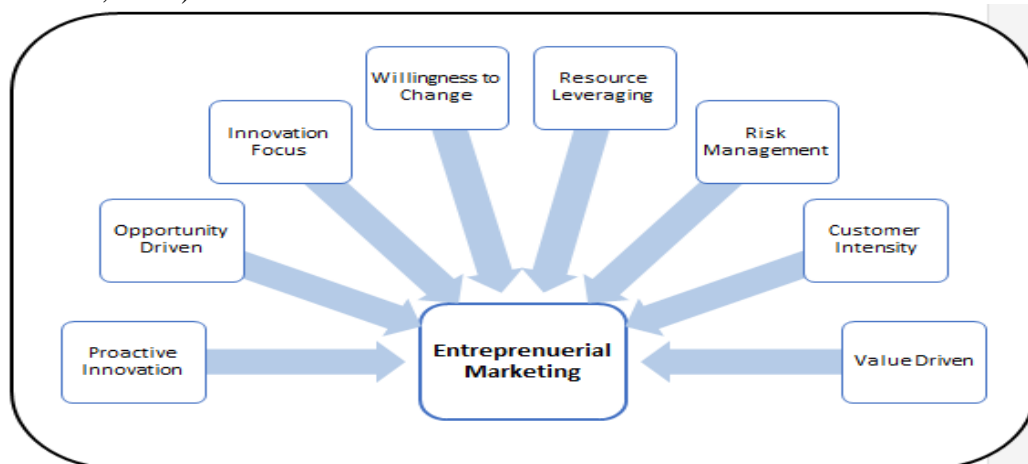 Willingness to
Change
Resource
Leveraging
Innovation
Focus
Risk
Management
Opportunity
Driven
Customer
Intensity
Proactive
Innovation
Entreprenuerial
Marketing
Value Driven